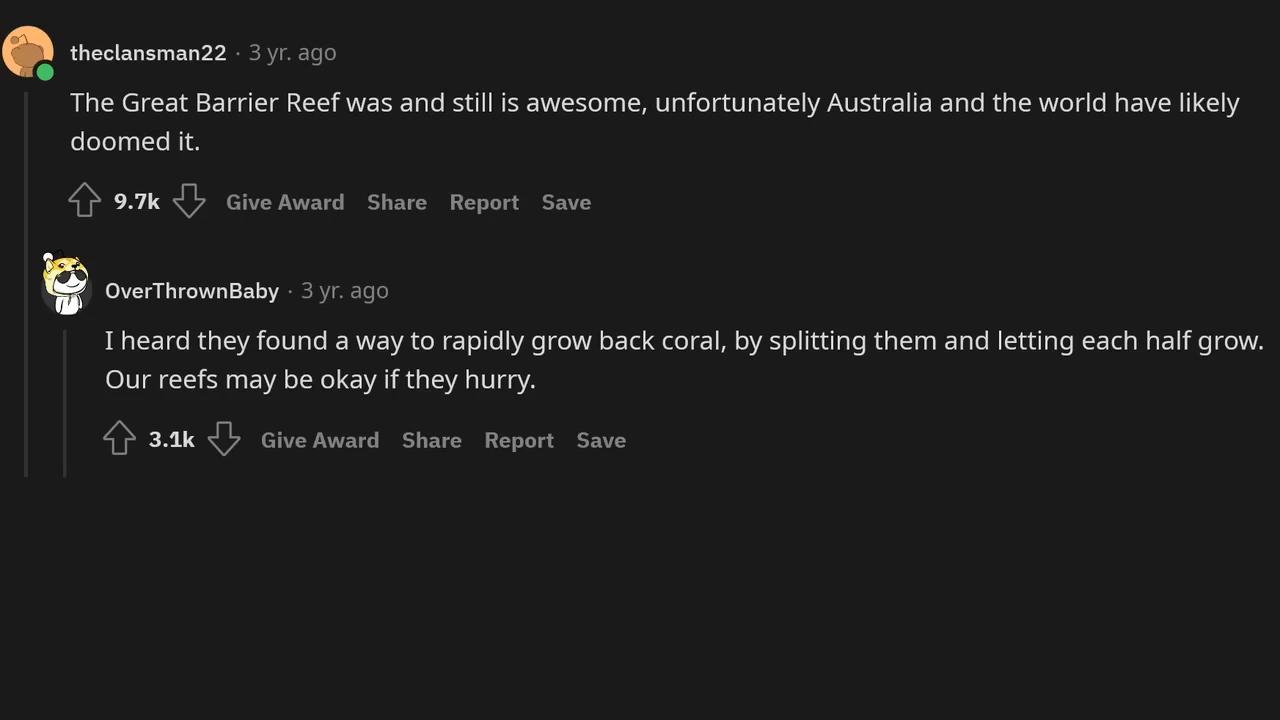 theclansman22 · 3 yr. ago
The Great Barrier Reef was and still is awesome, unfortunately Australia and the world have likely
doomed it.
9.7k Give Award Share Report Save
OverThrownBaby · 3 yr. ago
I heard they found a way to rapidly grow back coral, by splitting them and letting each half grow.
Our reefs may be okay if they hurry.
3.1k Give Award Share Report Save